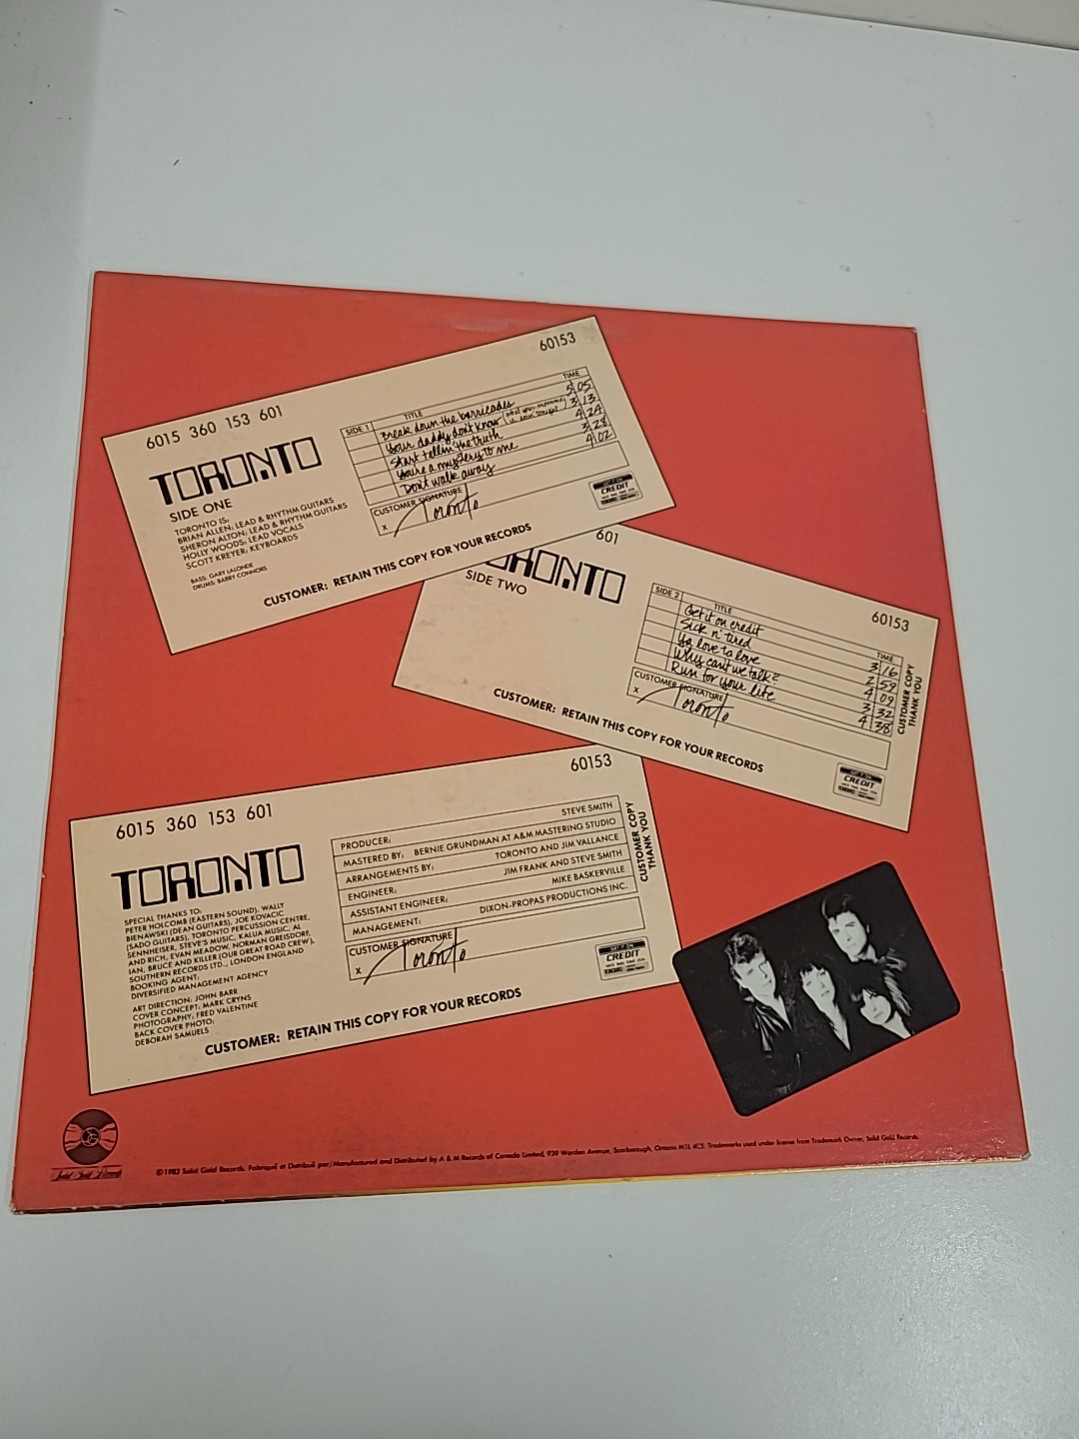 60153
6015 360 153 601
TORONTO
SIDE ONE
TORONTO IS:
BRIAN ALLEN; LEAD & RHYTHM GUITARS
SHERON ALTON; LEAD & RHYTHM GUITARS
HOLLY WOODS; LEAD VOCALS
SCOTT KREYER; KEYBOARDS
BASS: GARY LALONDE
DRUMS: BARRY CONNORS
SIDE 1 TITLE TIME
Break down the barricades 5 05
Your daddy don't know (what your momma's 3 13
is doin' tonight)
Start tellin' the truth 4 24
You're a mystery to me 3 28
Don't walk away 4 02
CUSTOMER SIGNATURE
x Toronto
CREDIT
CUSTOMER: RETAIN THIS COPY FOR YOUR RECORDS
601
60153
TORONTO
SIDE TWO
SIDE 2 TITLE TIME
Get it on credit 3 16
Sick n' tired 2 59
Ya love to love 4 09
Why can't we talk? 3 32
Run for your life 4 38
CUSTOMER SIGNATURE
x Toronto
CREDIT
CUSTOMER COPY
THANK YOU
CUSTOMER: RETAIN THIS COPY FOR YOUR RECORDS
60153
6015 360 153 601
TORONTO
SPECIAL THANKS TO:
PETER HOLCOMB (EASTERN SOUND), WALLY
BIENAWSKI (DEAN GUITARS), JOE KOVACIC
(SADO GUITARS), TORONTO PERCUSSION CENTRE,
SENNHEISER, STEVE'S MUSIC, KALUA MUSIC, AL
AND RICH, EVAN MEADOW, NORMAN GREISDORF,
IAN, BRUCE AND KILLER (OUR GREAT ROAD CREW),
SOUTHERN RECORDS LTD., LONDON ENGLAND
BOOKING AGENT:
DIVERSIFIED MANAGEMENT AGENCY
ART DIRECTION: JOHN BARR
COVER CONCEPT: MARK CRYNS
PHOTOGRAPHY: FRED VALENTINE
BACK COVER PHOTO:
DEBORAH SAMUELS
PRODUCER: STEVE SMITH
MASTERED BY: BERNIE GRUNDMAN AT A&M MASTERING STUDIO
ARRANGEMENTS BY: TORONTO AND JIM VALLANCE
ENGINEER: JIM FRANK AND STEVE SMITH
ASSISTANT ENGINEER: MIKE BASKERVILLE
MANAGEMENT: DIXON-PROPAS PRODUCTIONS INC.
CUSTOMER SIGNATURE
x Toronto
CREDIT
CUSTOMER COPY
THANK YOU
CUSTOMER: RETAIN THIS COPY FOR YOUR RECORDS
Solid Gold Records
©1982 Solid Gold Records. Fabriqué et Distribué par/Manufactured and Distributed by A & M Records of Canada Limited, 939 Warden Avenue, Scarborough, Ontario M1L 4C5. Trademarks used under license from Trademark Owner, Solid Gold Records.